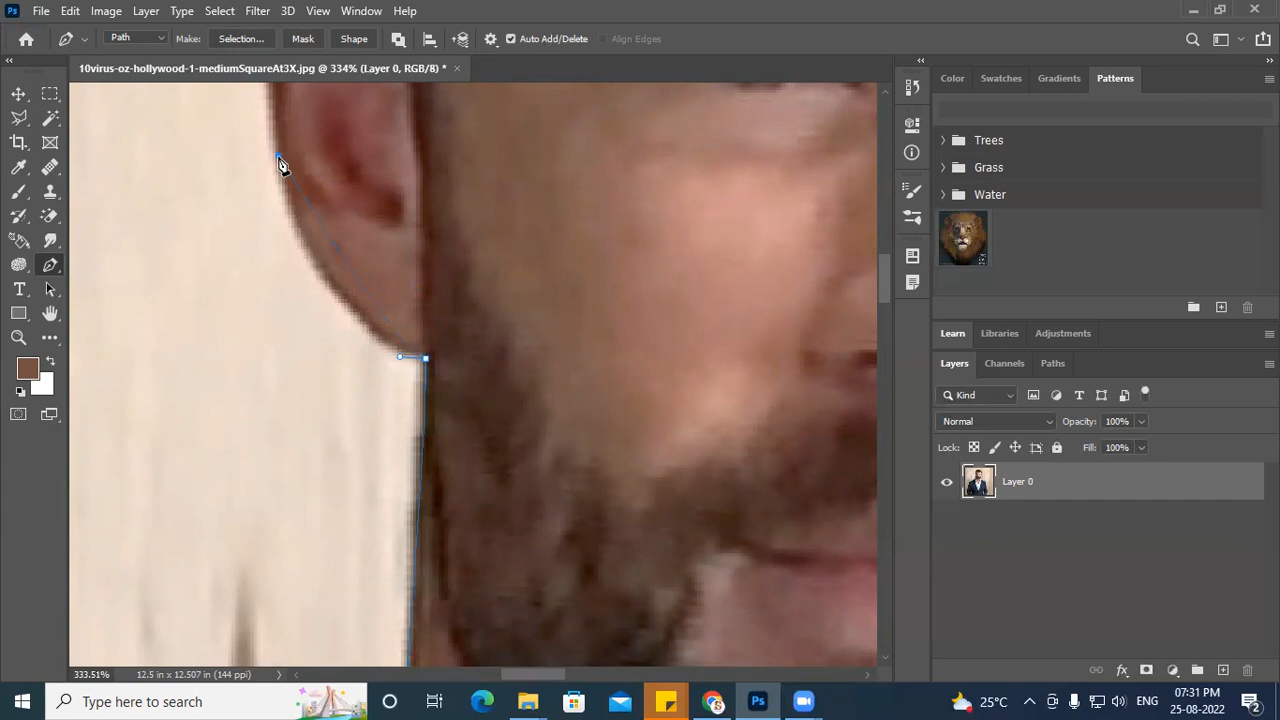 Ps File Edit Image Layer Type Select Filter 3D View Window Help
Path Make: Selection... Mask Shape Auto Add/Delete Align Edges
10virus-oz-hollywood-1-mediumSquareAt3X.jpg @ 334% (Layer 0, RGB/8) *
Color Swatches Gradients Patterns
Trees
Grass
Water
Learn Libraries Adjustments
Layers Channels Paths
Kind
Normal Opacity: 100%
Lock: Fill: 100%
Layer 0
333.51% 12.5 in x 12.507 in (144 ppi)
Type here to search
Ps
25°C
ENG
07:31 PM
25-08-2022
2